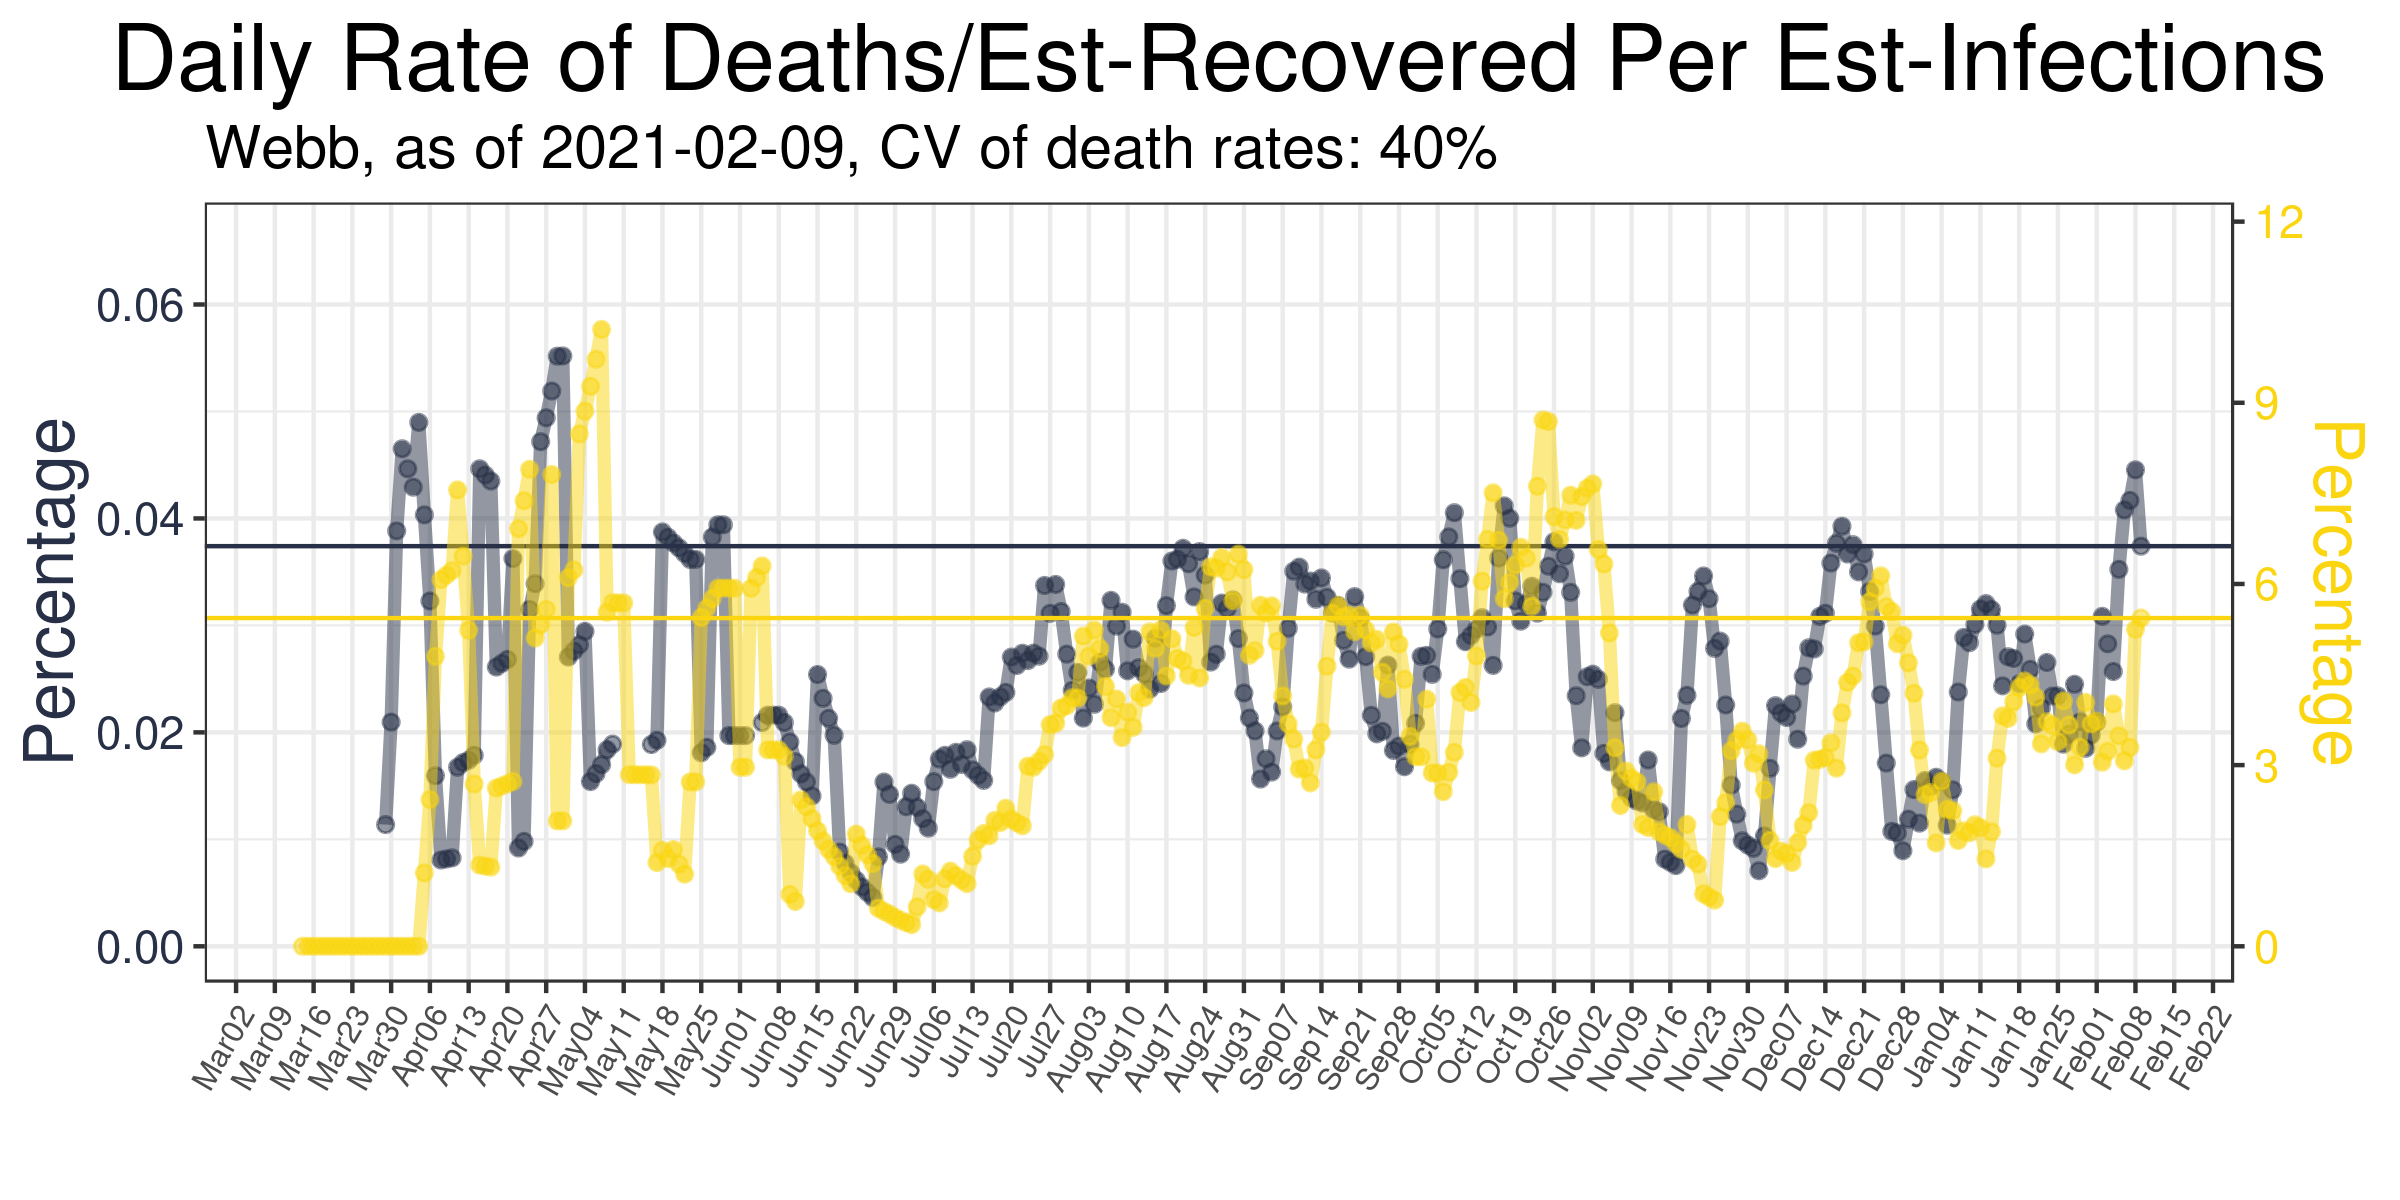 Daily Rate of Deaths/Est-Recovered Per Est-Infections
Webb, as of 2021-02-09, CV of death rates: 40%
Percentage
0.06
0.04
0.02
0.00
12
9
6
3
0
Percentage
Mar02 Mar09 Mar16 Mar23 Mar30 Apr06 Apr13 Apr20 Apr27 May04 May11 May18 May25 Jun01 Jun08 Jun15 Jun22 Jun29 Jul06 Jul13 Jul20 Jul27 Aug03 Aug10 Aug17 Aug24 Aug31 Sep07 Sep14 Sep21 Sep28 Oct05 Oct12 Oct19 Oct26 Nov02 Nov09 Nov16 Nov23 Nov30 Dec07 Dec14 Dec21 Dec28 Jan04 Jan11 Jan18 Jan25 Feb01 Feb08 Feb15 Feb22